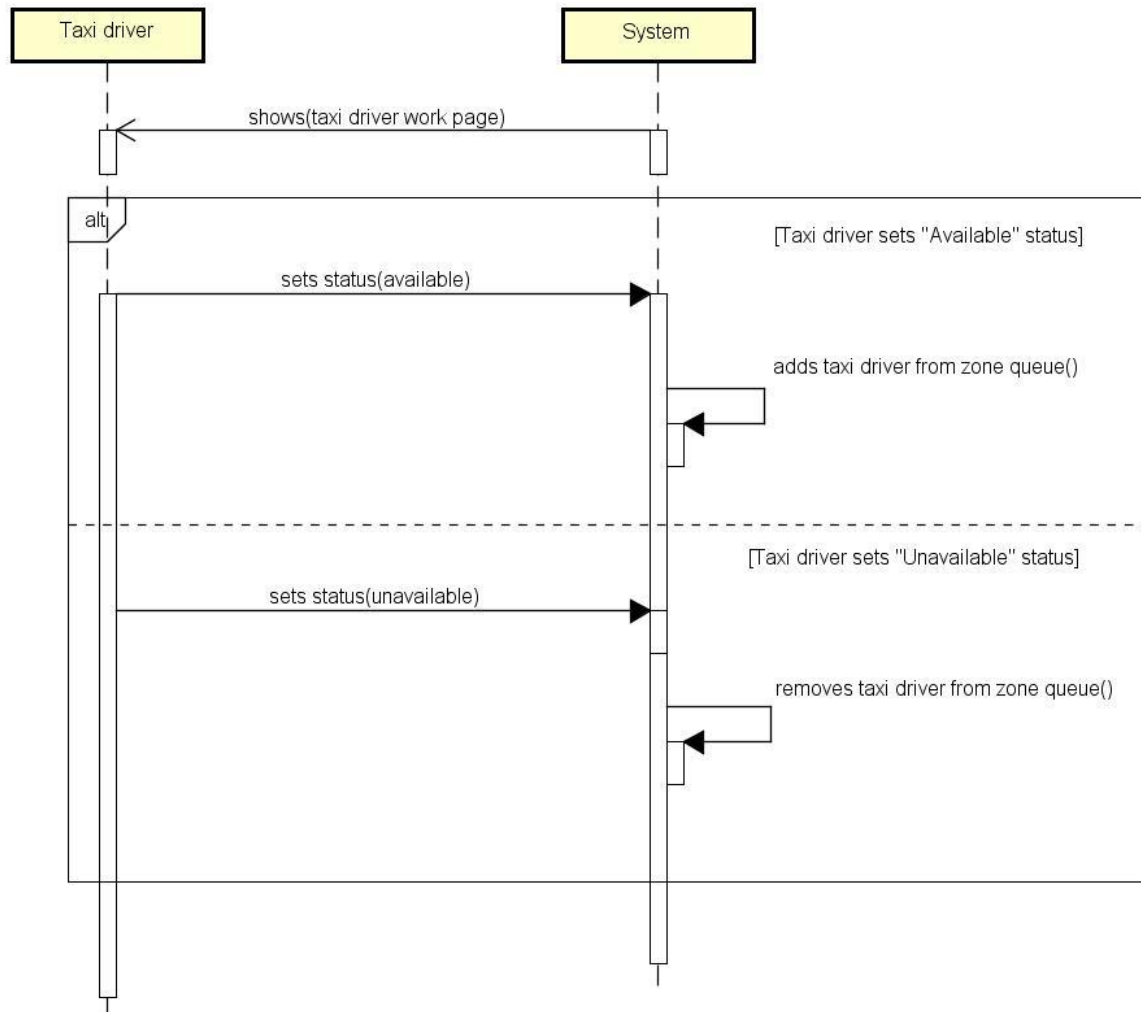 Taxi driver
System
shows(taxi driver work page)
alt
[Taxi driver sets "Available" status]
sets status(available)
adds taxi driver from zone queue()
[Taxi driver sets "Unavailable" status]
sets status(unavailable)
removes taxi driver from zone queue()